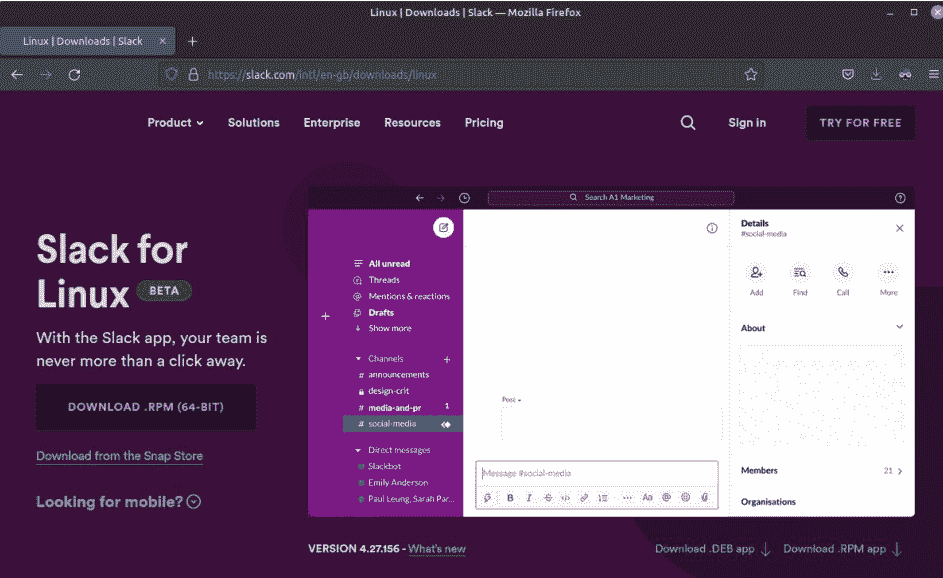 Linux | Downloads | Slack — Mozilla Firefox
Linux | Downloads | Slack
https://slack.com/intl/en-gb/downloads/linux
Product Solutions Enterprise Resources Pricing Sign in TRY FOR FREE
Search A1 Marketing
Slack for
Linux BETA
With the Slack app, your team is
never more than a click away.
DOWNLOAD .RPM (64-BIT)
Download from the Snap Store
Looking for mobile?
All unread
Threads
@ Mentions & reactions
Drafts
Show more
Channels +
# announcements
design-crit
# media-and-pr 1
# social-media
Direct messages
Slackbot
Emily Anderson
Paul Leung, Sarah Par...
Post
Message #social-media
B I Aa @
Details
#social-media
Add Find Call More
About
Members 21
Organisations
VERSION 4.27.156 - What's new
Download .DEB app Download .RPM app